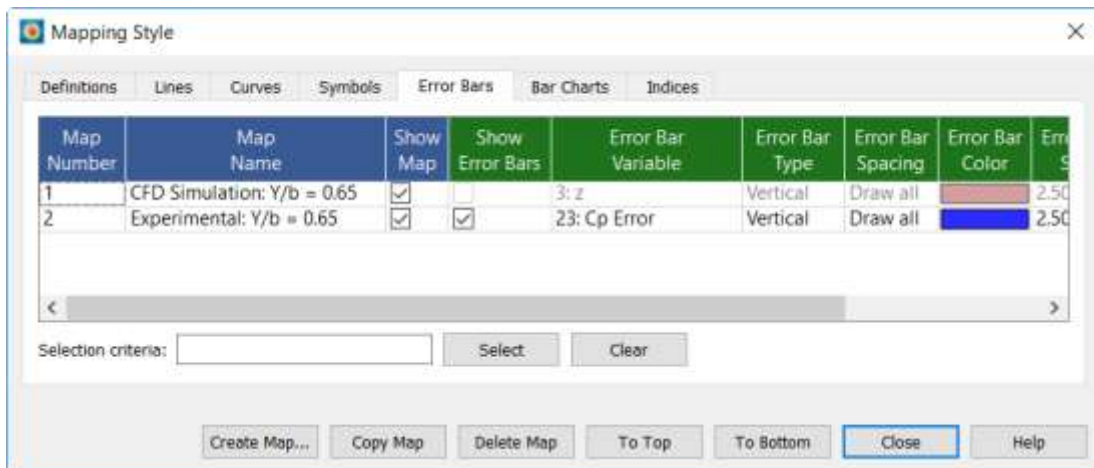 Mapping Style
Definitions Lines Curves Symbols Error Bars Bar Charts Indices
Map Number Map Name Show Map Show Error Bars Error Bar Variable Error Bar Type Error Bar Spacing Error Bar Color
1 CFD Simulation: Y/b = 0.65 3: z Vertical Draw all 2.50
2 Experimental: Y/b = 0.65 23: Cp Error Vertical Draw all 2.50
Selection criteria: Select Clear
Create Map... Copy Map Delete Map To Top To Bottom Close Help